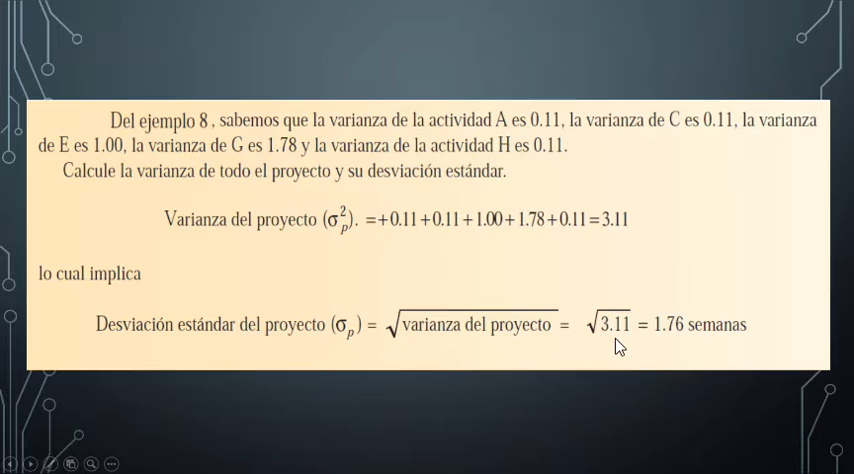 Del ejemplo 8 , sabemos que la varianza de la actividad A es 0.11, la varianza de C es 0.11, la varianza
de E es 1.00, la varianza de G es 1.78 y la varianza de la actividad H es 0.11.
Calcule la varianza de todo el proyecto y su desviación estándar.
Varianza del proyecto (σ²ₚ). =+0.11+0.11+1.00+1.78+0.11=3.11
lo cual implica
Desviación estándar del proyecto (σₚ) = √varianza del proyecto = √3.11 = 1.76 semanas